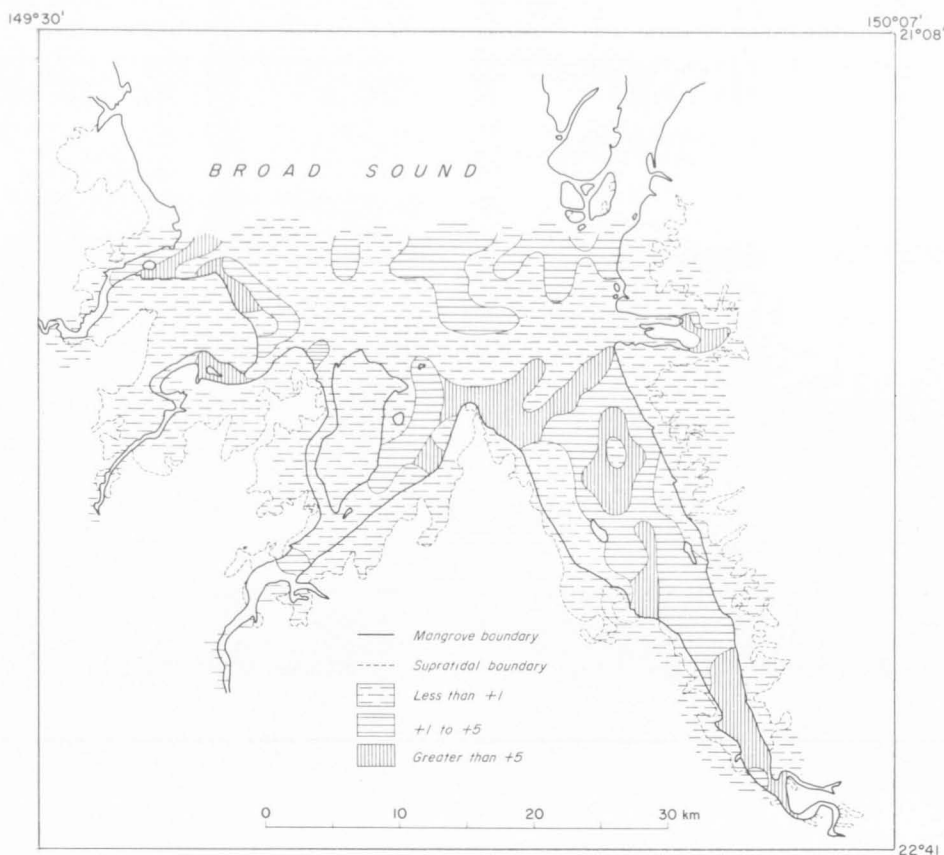 149°30'
150°07'
21°08'
BROAD SOUND
Mangrove boundary
Supratidal boundary
Less than +1
+1 to +5
Greater than +5
0 10 20 30 km
22°41